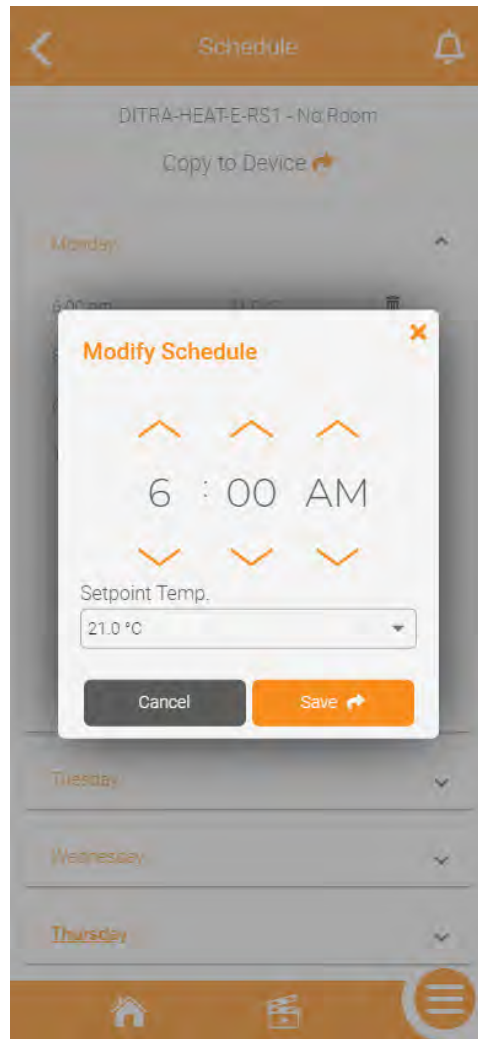 Schedule
DITRA-HEAT-E-RS1 - No Room
Copy to Device
Monday
Modify Schedule
6 : 00 AM
Setpoint Temp.
21.0 °C
Cancel Save
Tuesday
Wednesday
Thursday